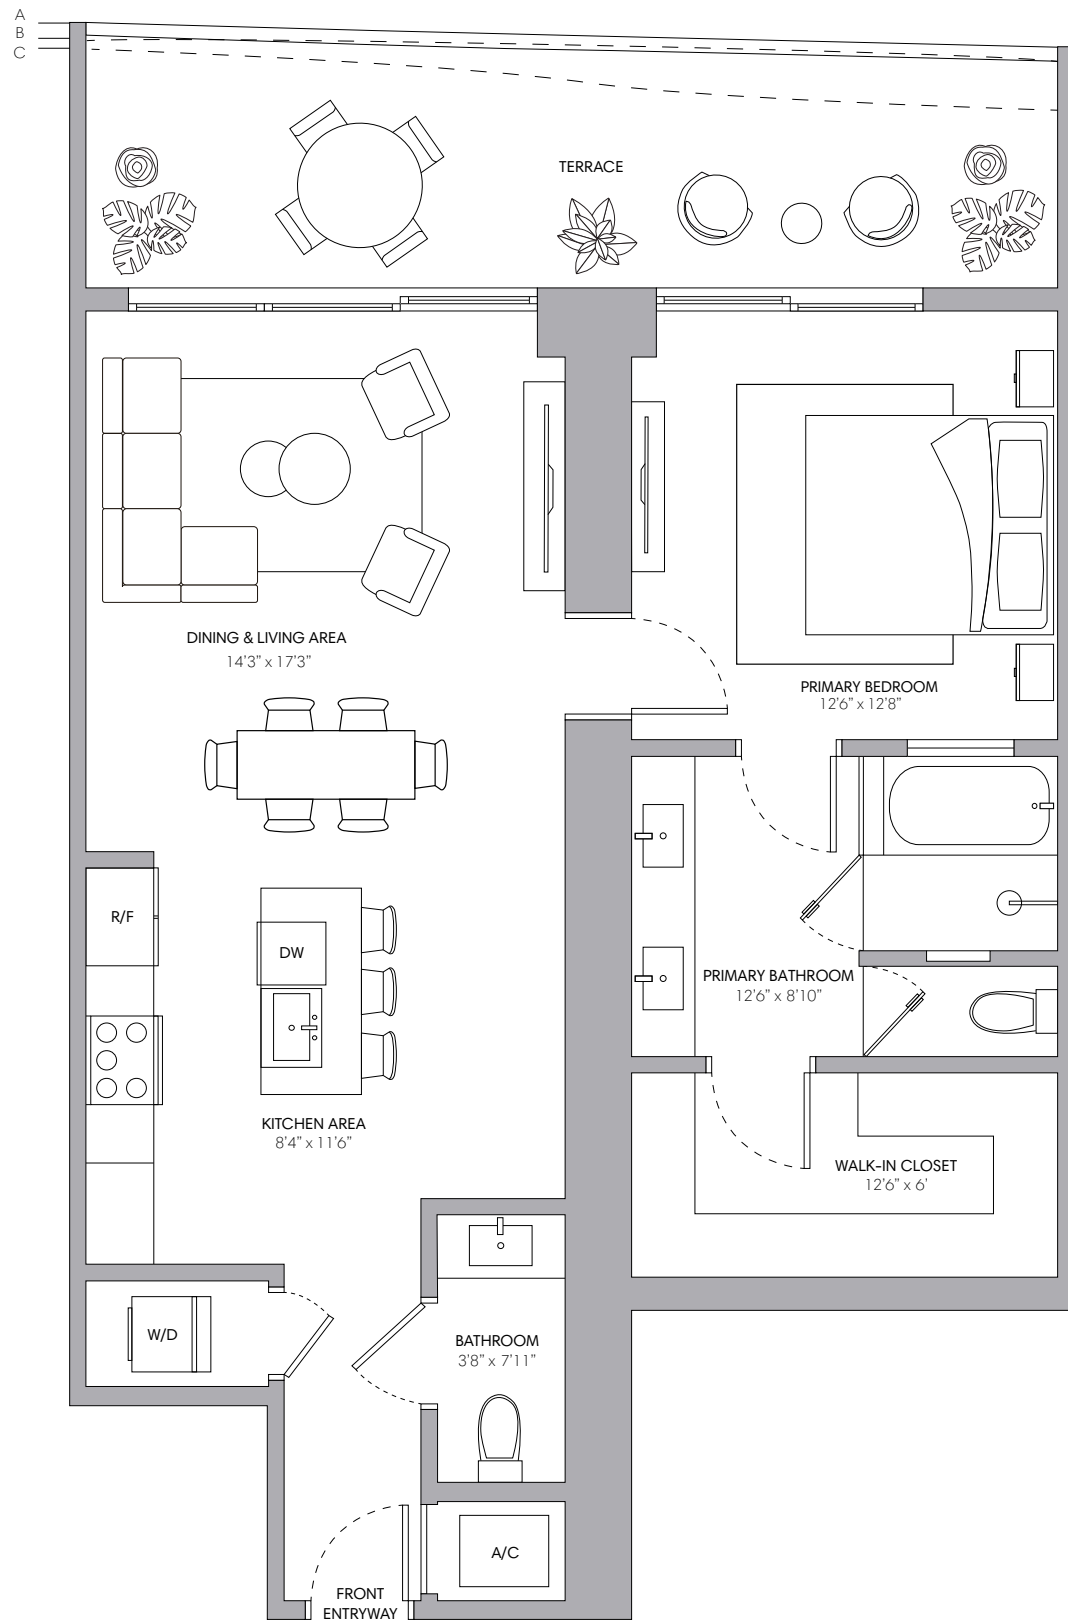 A
B
C
TERRACE
DINING & LIVING AREA
14'3" x 17'3"
PRIMARY BEDROOM
12'6" x 12'8"
R/F
DW
PRIMARY BATHROOM
12'6" x 8'10"
KITCHEN AREA
8'4" x 11'6"
WALK-IN CLOSET
12'6" x 6'
W/D
BATHROOM
3'8" x 7'11"
A/C
FRONT
ENTRYWAY